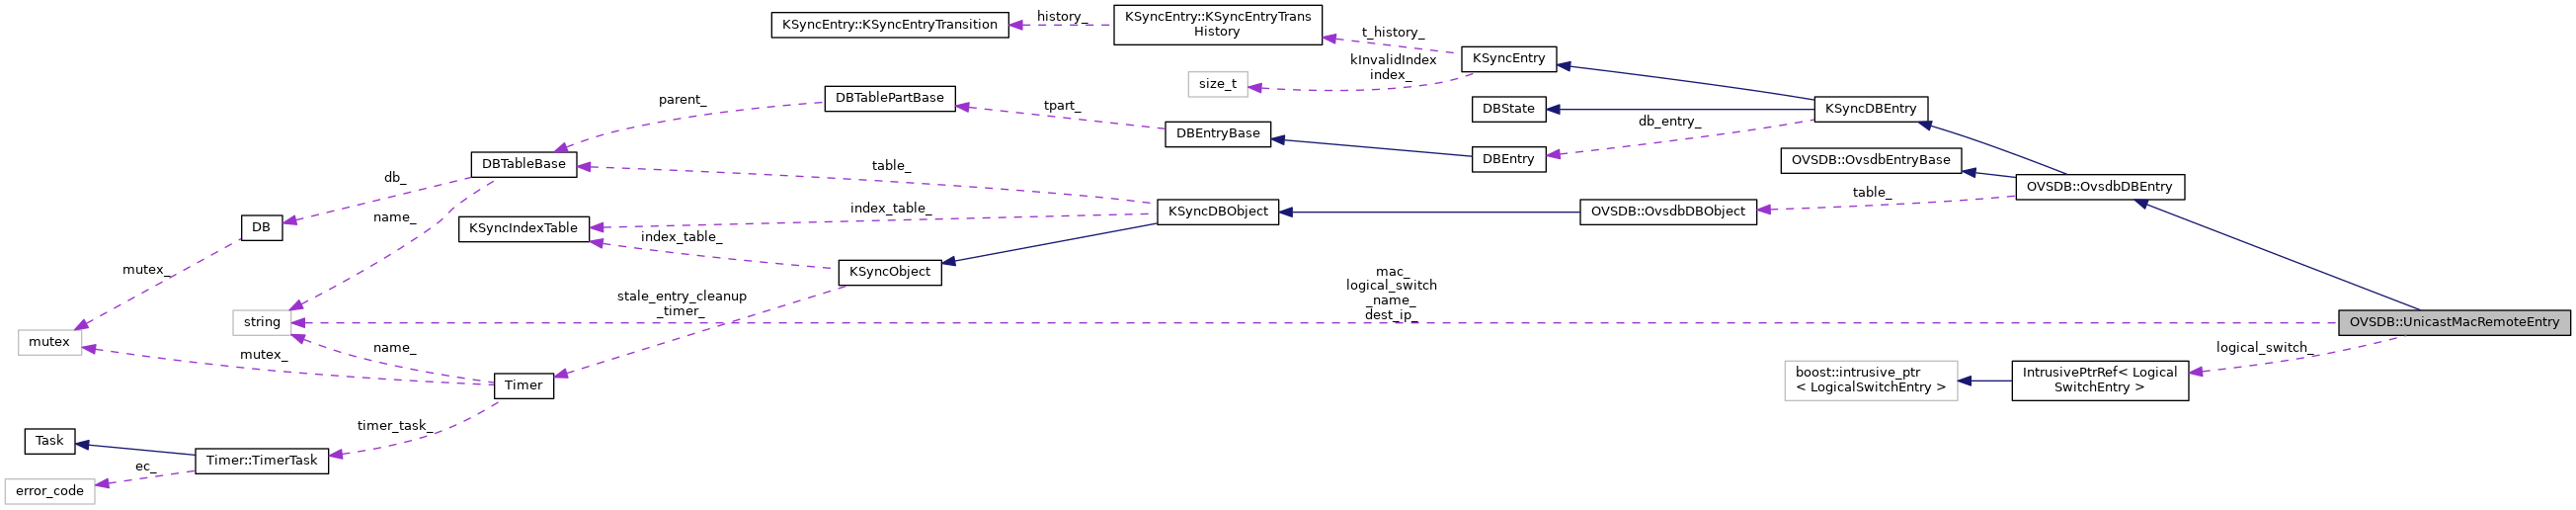 KSyncEntry::KSyncEntryTransition
history_
KSyncEntry::KSyncEntryTrans
History
t_history_
kInvalidIndex
index_
KSyncEntry
size_t
parent_
DBTablePartBase
tpart_
DBEntryBase
DBState
KSyncDBEntry
db_entry_
DBEntry
OVSDB::OvsdbEntryBase
OVSDB::OvsdbDBEntry
DBTableBase
table_
db_
name_
DB
KSyncIndexTable
index_table_
KSyncDBObject
OVSDB::OvsdbDBObject
table_
index_table_
KSyncObject
mutex_
stale_entry_cleanup
_timer_
mac_
logical_switch
_name_
dest_ip_
string
OVSDB::UnicastMacRemoteEntry
mutex
mutex_
name_
Timer
logical_switch_
boost::intrusive_ptr
< LogicalSwitchEntry >
IntrusivePtrRef< Logical
SwitchEntry >
timer_task_
Task
Timer::TimerTask
ec_
error_code